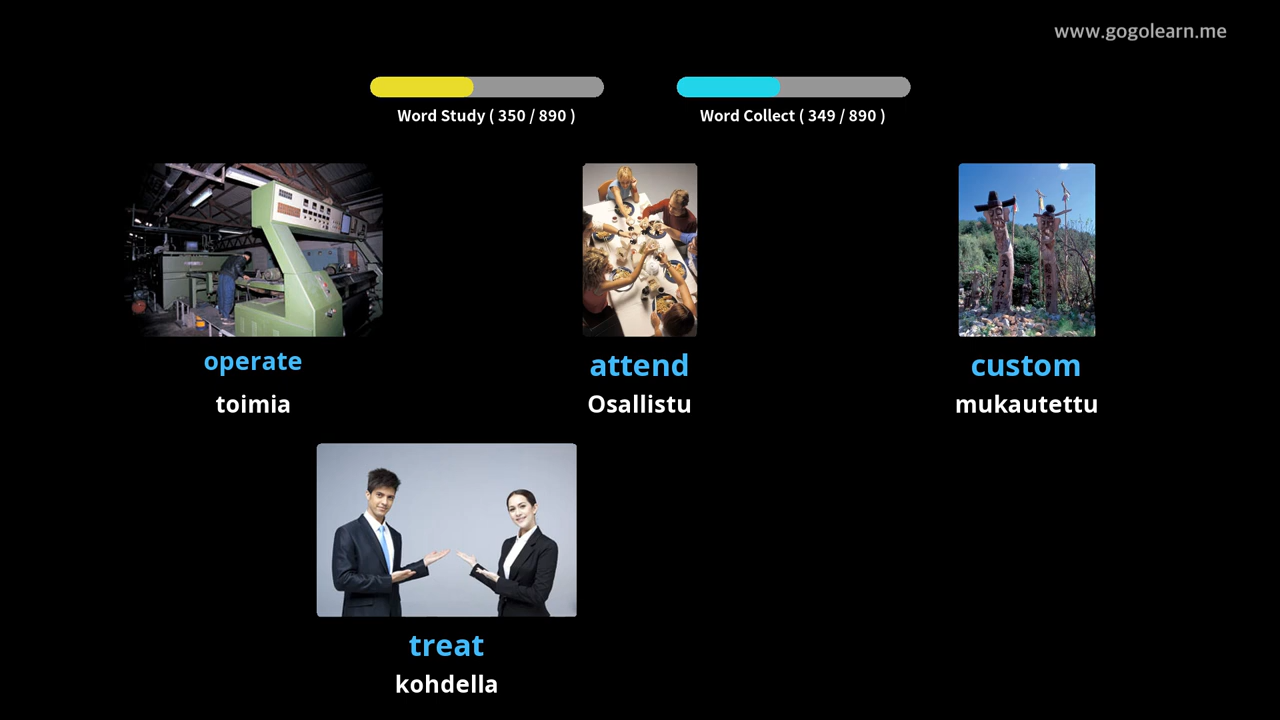 www.gogolearn.me
Word Study ( 350 / 890 )
Word Collect ( 349 / 890 )
operate
attend
custom
toimia
Osallistu
mukautettu
treat
kohdella